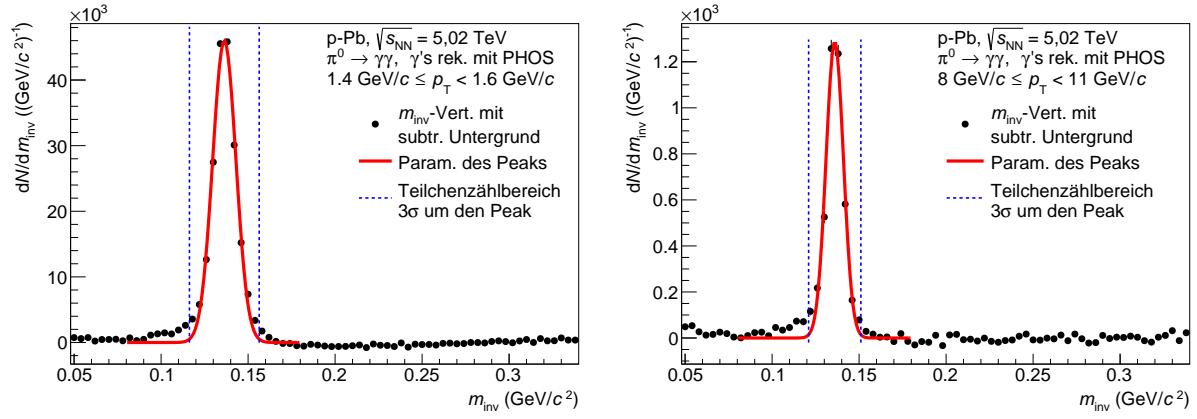 ×10³
p-Pb, √s_NN = 5,02 TeV
π⁰ → γγ, γ's rek. mit PHOS
1.4 GeV/c ≤ p_T < 1.6 GeV/c
m_inv-Vert. mit
subtr. Untergrund
Param. des Peaks
Teilchenzählbereich
3σ um den Peak
dN/dm_inv ((GeV/c²)⁻¹)
40
20
0
0.05 0.1 0.15 0.2 0.25 0.3
m_inv (GeV/c²)
×10³
p-Pb, √s_NN = 5,02 TeV
π⁰ → γγ, γ's rek. mit PHOS
8 GeV/c ≤ p_T < 11 GeV/c
m_inv-Vert. mit
subtr. Untergrund
Param. des Peaks
Teilchenzählbereich
3σ um den Peak
dN/dm_inv ((GeV/c²)⁻¹)
1.2
1
0.8
0.6
0.4
0.2
0
0.05 0.1 0.15 0.2 0.25 0.3
m_inv (GeV/c²)